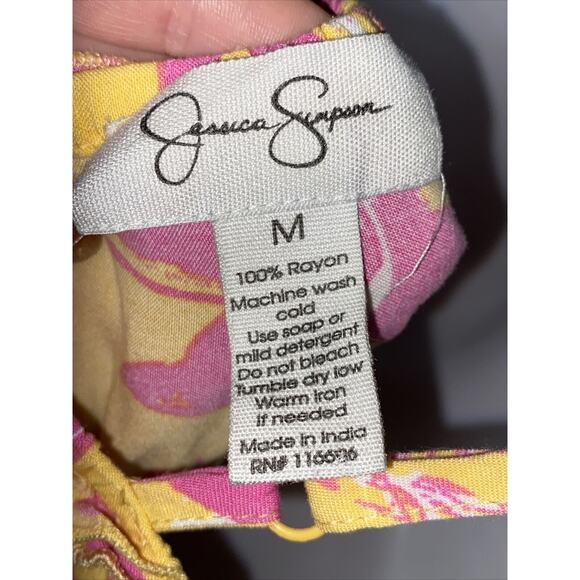 Jessica Simpson
M
100% Rayon
Machine wash
cold
Use soap or
mild detergent
Do not bleach
Tumble dry low
Warm Iron
If needed
Made in India
RN#